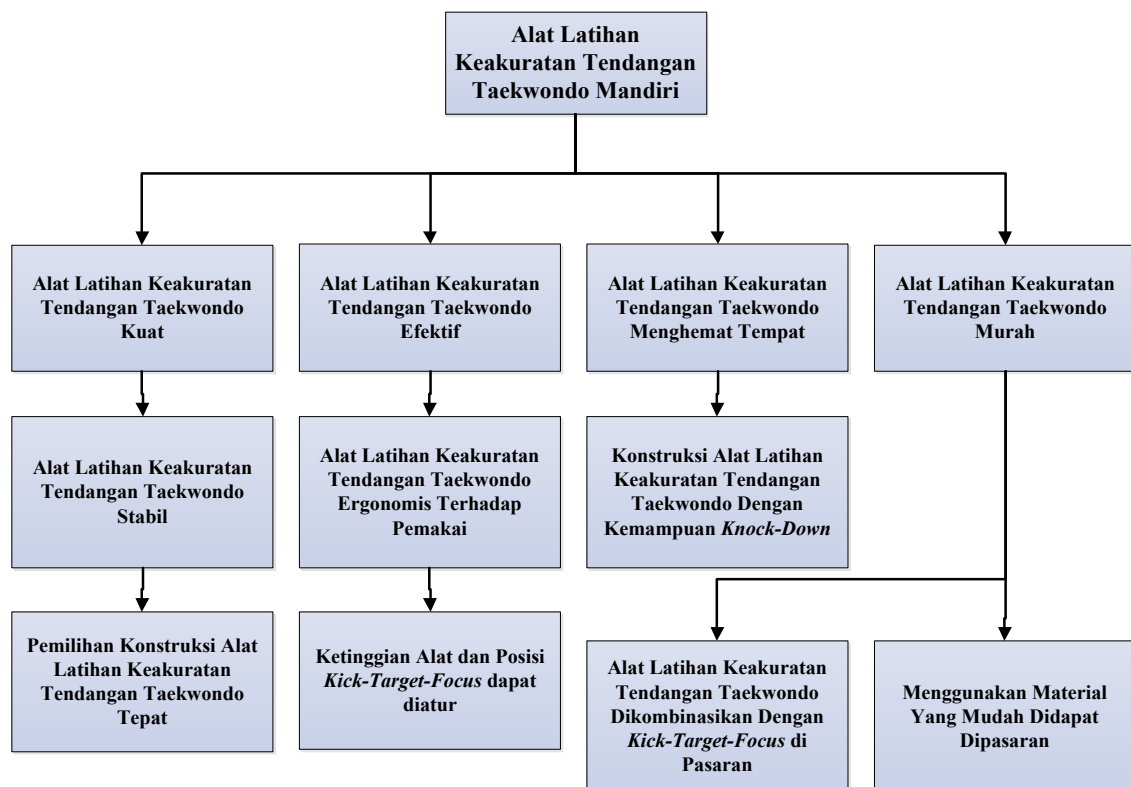 Alat Latihan
Keakuratan Tendangan
Taekwondo Mandiri
Alat Latihan Keakuratan
Tendangan Taekwondo
Kuat
Alat Latihan Keakuratan
Tendangan Taekwondo
Efektif
Alat Latihan Keakuratan
Tendangan Taekwondo
Menghemat Tempat
Alat Latihan Keakuratan
Tendangan Taekwondo
Murah
Alat Latihan Keakuratan
Tendangan Taekwondo
Stabil
Alat Latihan Keakuratan
Tendangan Taekwondo
Ergonomis Terhadap
Pemakai
Konstruksi Alat Latihan
Keakuratan Tendangan
Taekwondo Dengan
Kemampuan Knock-Down
Pemilihan Konstruksi Alat
Latihan Keakuratan
Tendangan Taekwondo
Tepat
Ketinggian Alat dan Posisi
Kick-Target-Focus dapat
diatur
Alat Latihan Keakuratan
Tendangan Taekwondo
Dikombinasikan Dengan
Kick-Target-Focus di
Pasaran
Menggunakan Material
Yang Mudah Didapat
Dipasaran